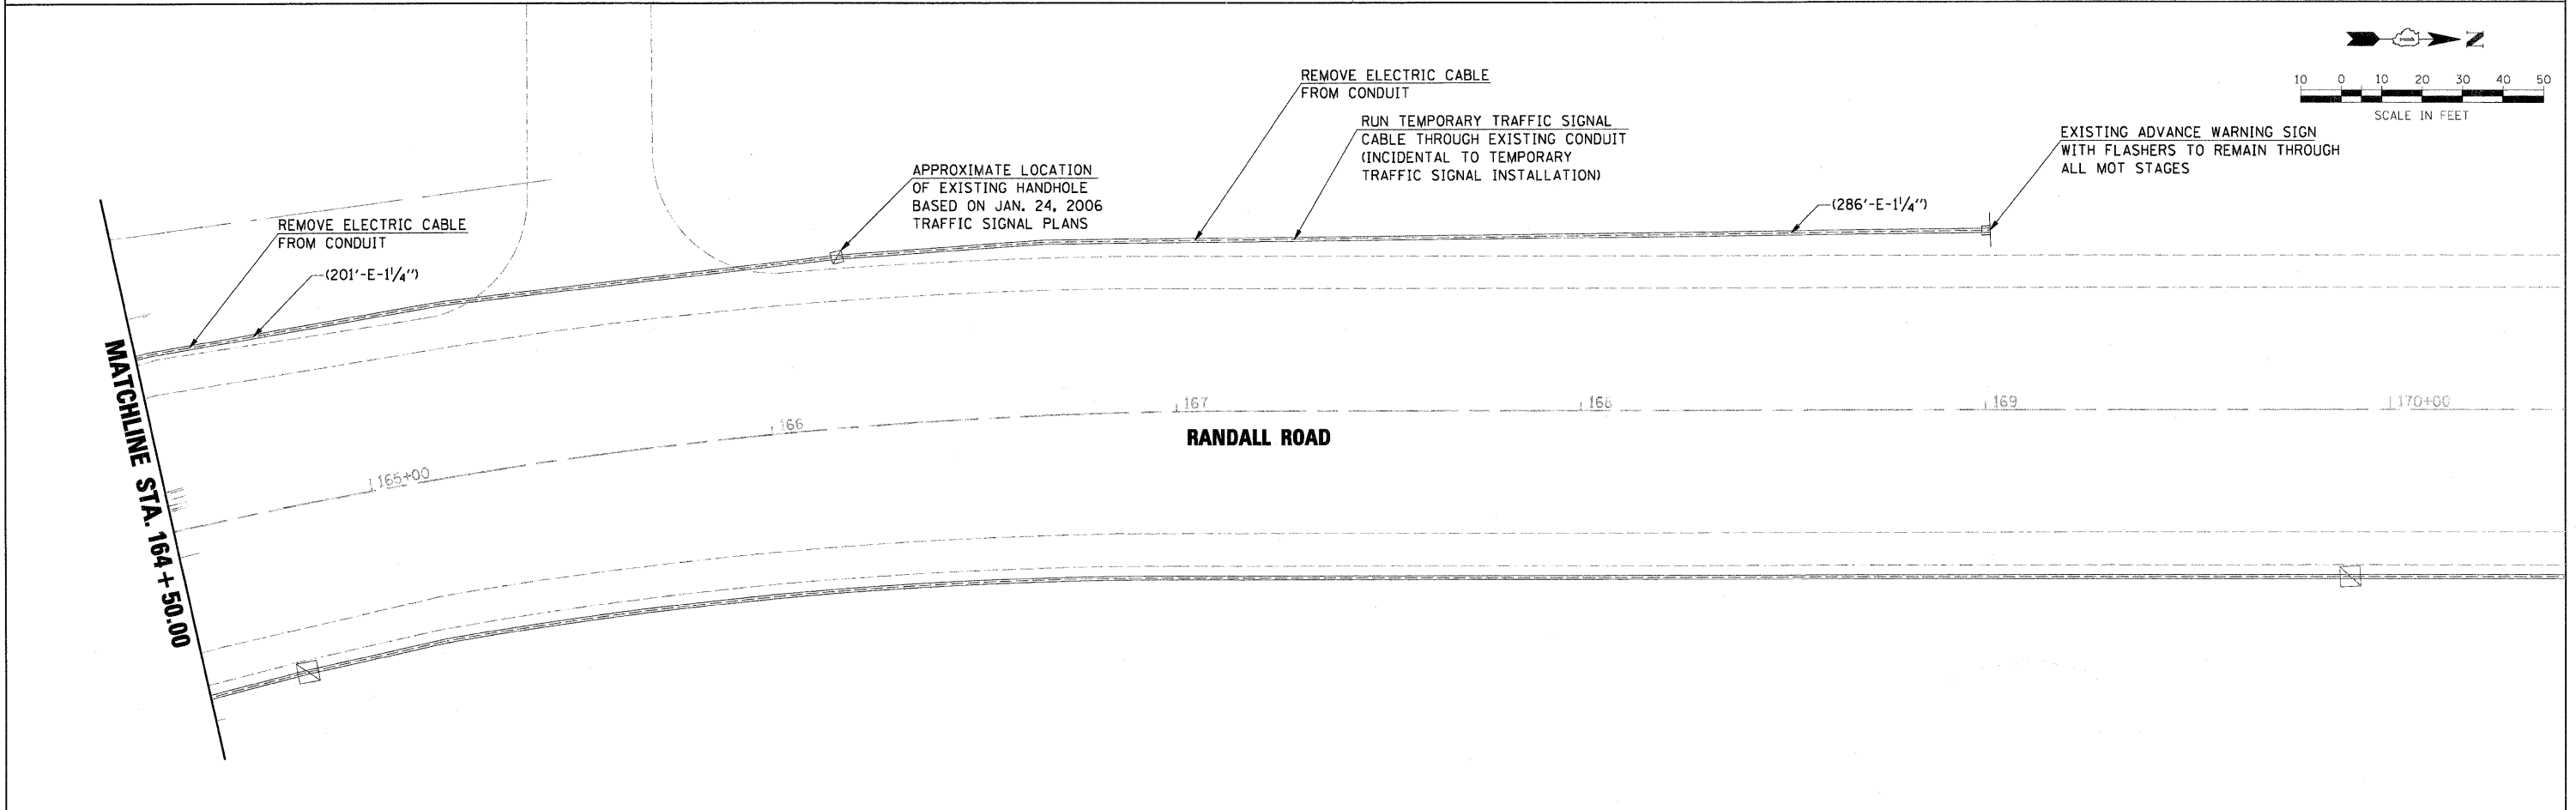 N
10 0 10 20 30 40 50
SCALE IN FEET
REMOVE ELECTRIC CABLE
FROM CONDUIT
RUN TEMPORARY TRAFFIC SIGNAL
CABLE THROUGH EXISTING CONDUIT
(INCIDENTAL TO TEMPORARY
TRAFFIC SIGNAL INSTALLATION)
EXISTING ADVANCE WARNING SIGN
WITH FLASHERS TO REMAIN THROUGH
ALL MOT STAGES
APPROXIMATE LOCATION
OF EXISTING HANDHOLE
BASED ON JAN. 24, 2006
TRAFFIC SIGNAL PLANS
(286'-E-1¼")
REMOVE ELECTRIC CABLE
FROM CONDUIT
(201'-E-1¼")
MATCHLINE STA. 164+50.00
165+00
166
167
168
169
170+00
RANDALL ROAD